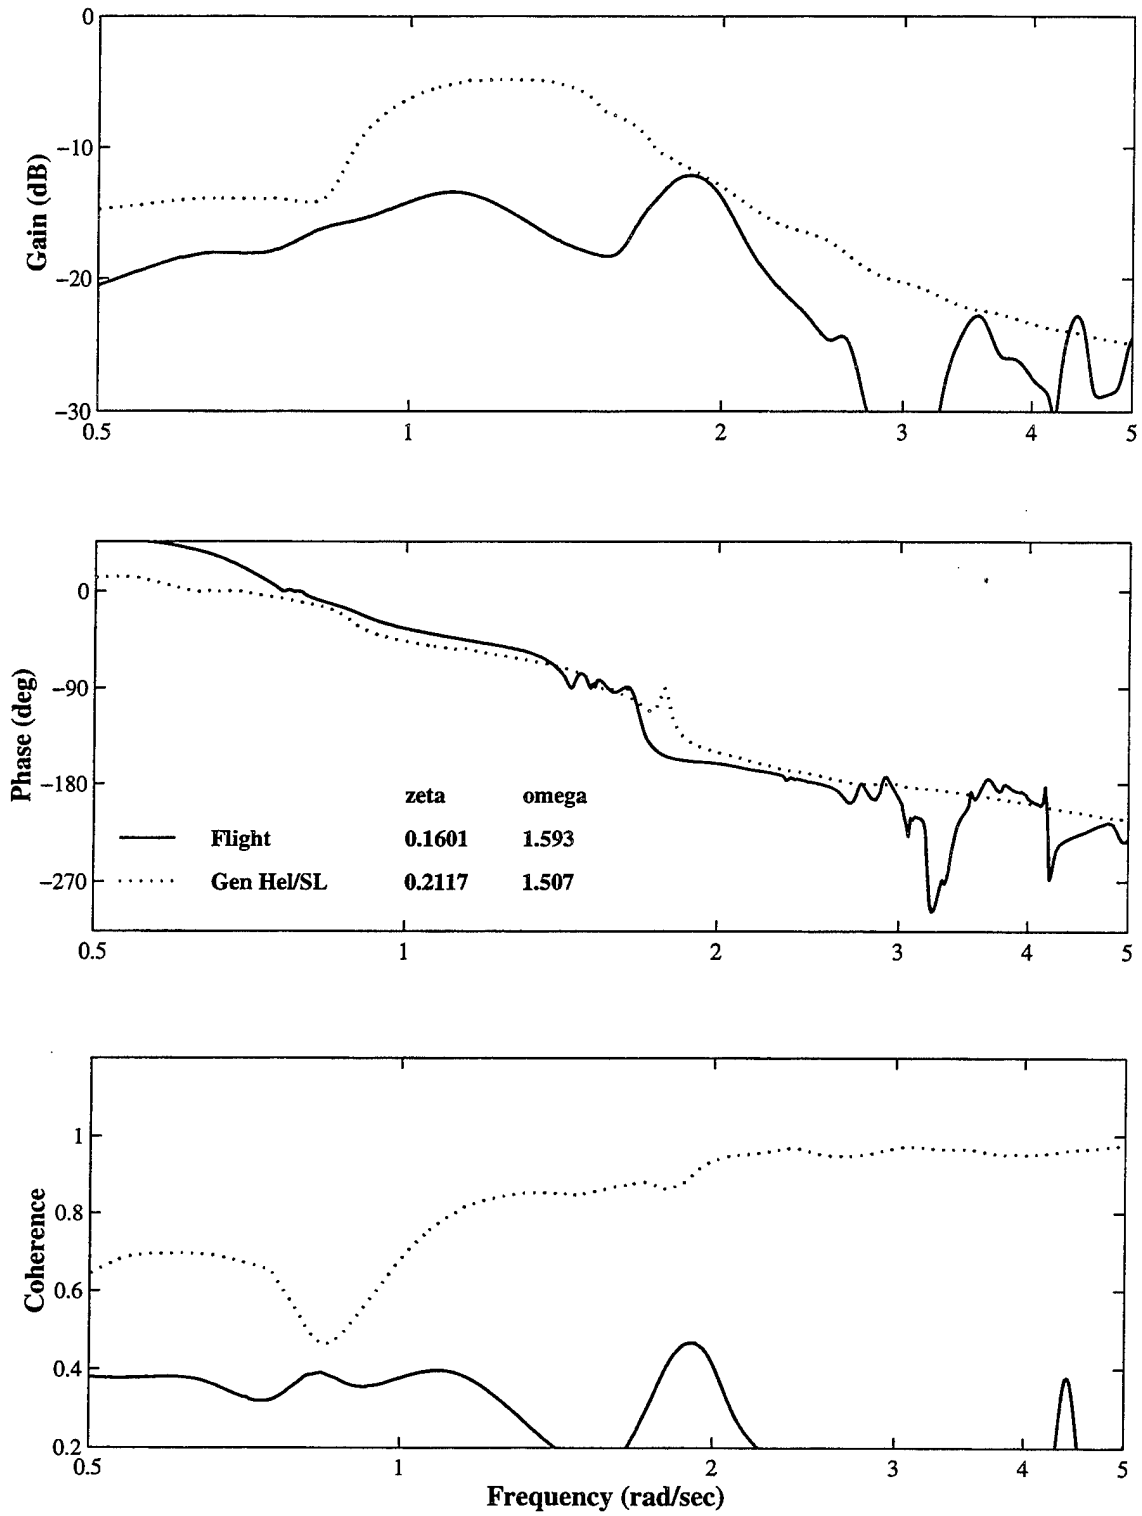 0
−10
−20
−30
Gain (dB)
0.5 1 2 3 4 5
0
−90
−180
−270
Phase (deg)
zeta omega
Flight 0.1601 1.593
Gen Hel/SL 0.2117 1.507
0.5 1 2 3 4 5
1
0.8
0.6
0.4
0.2
Coherence
0.5 1 2 3 4 5
Frequency (rad/sec)